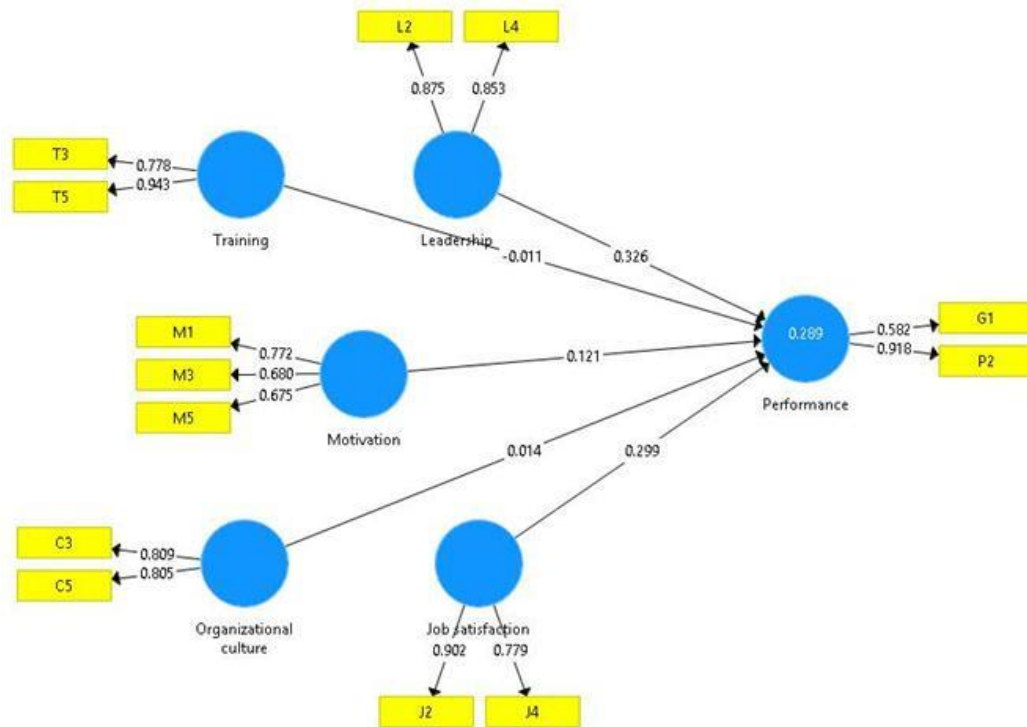 L2
L4
0.875
0.853
T3
0.778
T5
0.943
Training
Leadership
-0.011
0.326
M1
0.772
M3
0.680
M5
0.675
Motivation
0.121
0.289
Performance
0.582
G1
0.918
P2
0.014
0.299
C3
0.809
C5
0.805
Organizational
culture
Job satisfaction
0.902
0.779
J2
J4